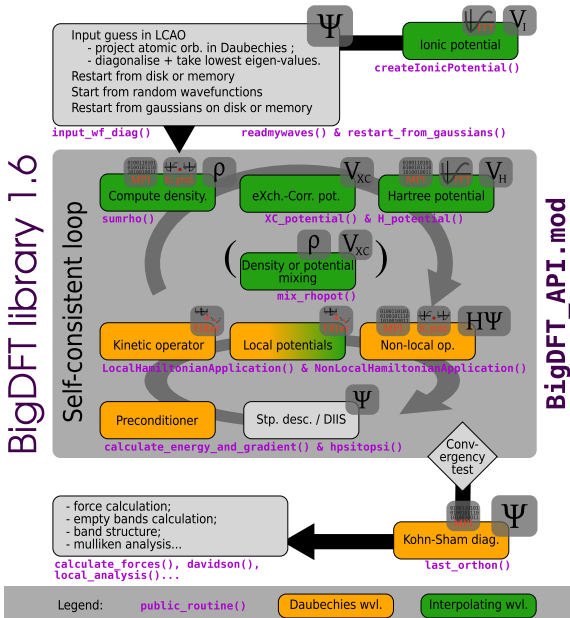 Ψ
Input guess in LCAO
- project atomic orb. in Daubechies ;
- diagonalise + take lowest eigen-values.
Restart from disk or memory
Start from random wavefunctions
Restart from gaussians on disk or memory
V_I
Ionic potential
createIonicPotential()
input_wf_diag()
readmywaves() & restart_from_gaussians()
BigDFT library 1.6
BigDFT_API.mod
Self-consistent loop
ρ
Compute density.
sumrho()
V_XC
eXch.-Corr. pot.
V_H
Hartree potential
XC_potential() & H_potential()
( ρ V_XC )
Density or potential
mixing
mix_rhopot()
Kinetic operator
Local potentials
HΨ
Non-local op.
LocalHamiltonianApplication() & NonLocalHamiltonianApplication()
Preconditioner
Ψ
Stp. desc. / DIIS
calculate_energy_and_gradient() & hpsitopsi()
Conv-
ergency
test
- force calculation;
- empty bands calculation;
- band structure;
- mulliken analysis...
calculate_forces(), davidson(),
local_analysis()...
Ψ
Kohn-Sham diag.
last_orthon()
Legend:
public_routine()
Daubechies wvl.
Interpolating wvl.